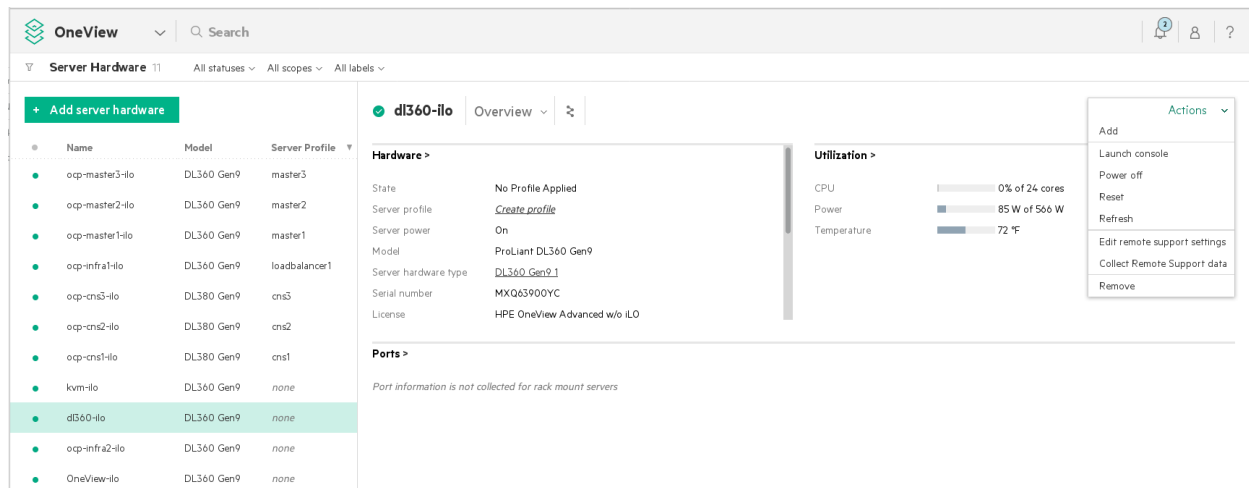 OneView
Search
2
?
Server Hardware 11
All statuses
All scopes
All labels
+ Add server hardware
Name Model Server Profile
ocp-master3-ilo DL360 Gen9 master3
ocp-master2-ilo DL360 Gen9 master2
ocp-master1-ilo DL360 Gen9 master1
ocp-infra1-ilo DL360 Gen9 loadbalancer1
ocp-cns3-ilo DL380 Gen9 cns3
ocp-cns2-ilo DL380 Gen9 cns2
ocp-cns1-ilo DL380 Gen9 cns1
kvm-ilo DL360 Gen9 none
dl360-ilo DL360 Gen9 none
ocp-infra2-ilo DL360 Gen9 none
OneView-ilo DL360 Gen9 none
dl360-ilo
Overview
Hardware >
State No Profile Applied
Server profile Create profile
Server power On
Model ProLiant DL360 Gen9
Server hardware type DL360 Gen9 1
Serial number MXQ63900YC
License HPE OneView Advanced w/o iLO
Utilization >
CPU 0% of 24 cores
Power 85 W of 566 W
Temperature 72 °F
Actions
Add
Launch console
Power off
Reset
Refresh
Edit remote support settings
Collect Remote Support data
Remove
Ports >
Port information is not collected for rack mount servers